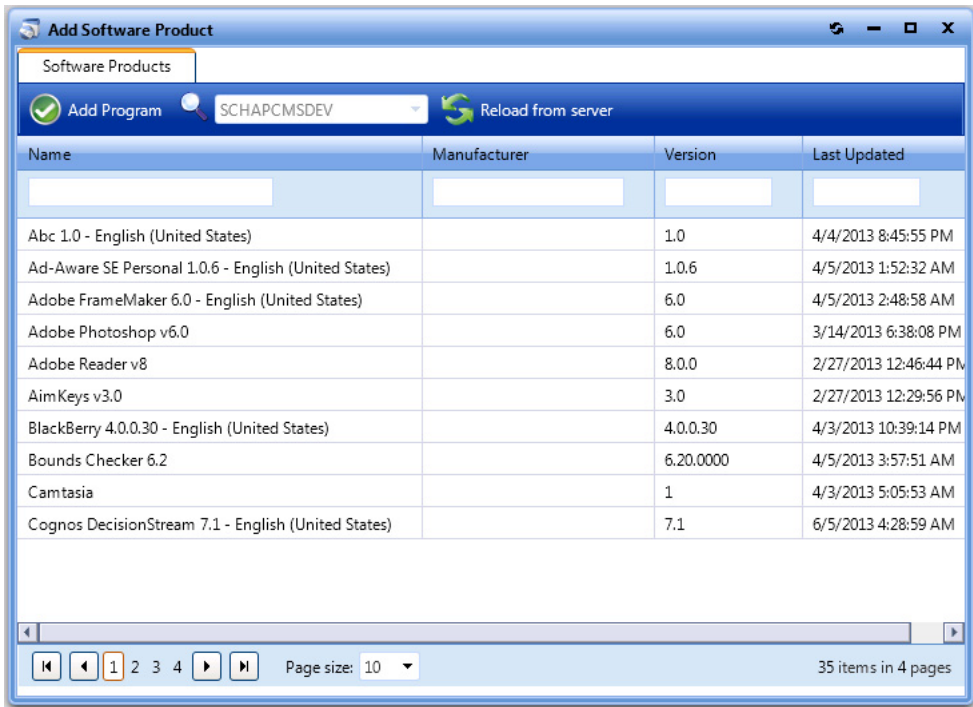 Add Software Product
Software Products
Add Program SCHAPCMSDEV Reload from server
Name Manufacturer Version Last Updated
Abc 1.0 - English (United States) 1.0 4/4/2013 8:45:55 PM
Ad-Aware SE Personal 1.0.6 - English (United States) 1.0.6 4/5/2013 1:52:32 AM
Adobe FrameMaker 6.0 - English (United States) 6.0 4/5/2013 2:48:58 AM
Adobe Photoshop v6.0 6.0 3/14/2013 6:38:08 PM
Adobe Reader v8 8.0.0 2/27/2013 12:46:44 PM
AimKeys v3.0 3.0 2/27/2013 12:29:56 PM
BlackBerry 4.0.0.30 - English (United States) 4.0.0.30 4/3/2013 10:39:14 PM
Bounds Checker 6.2 6.20.0000 4/5/2013 3:57:51 AM
Camtasia 1 4/3/2013 5:05:53 AM
Cognos DecisionStream 7.1 - English (United States) 7.1 6/5/2013 4:28:59 AM
1 2 3 4 Page size: 10 35 items in 4 pages